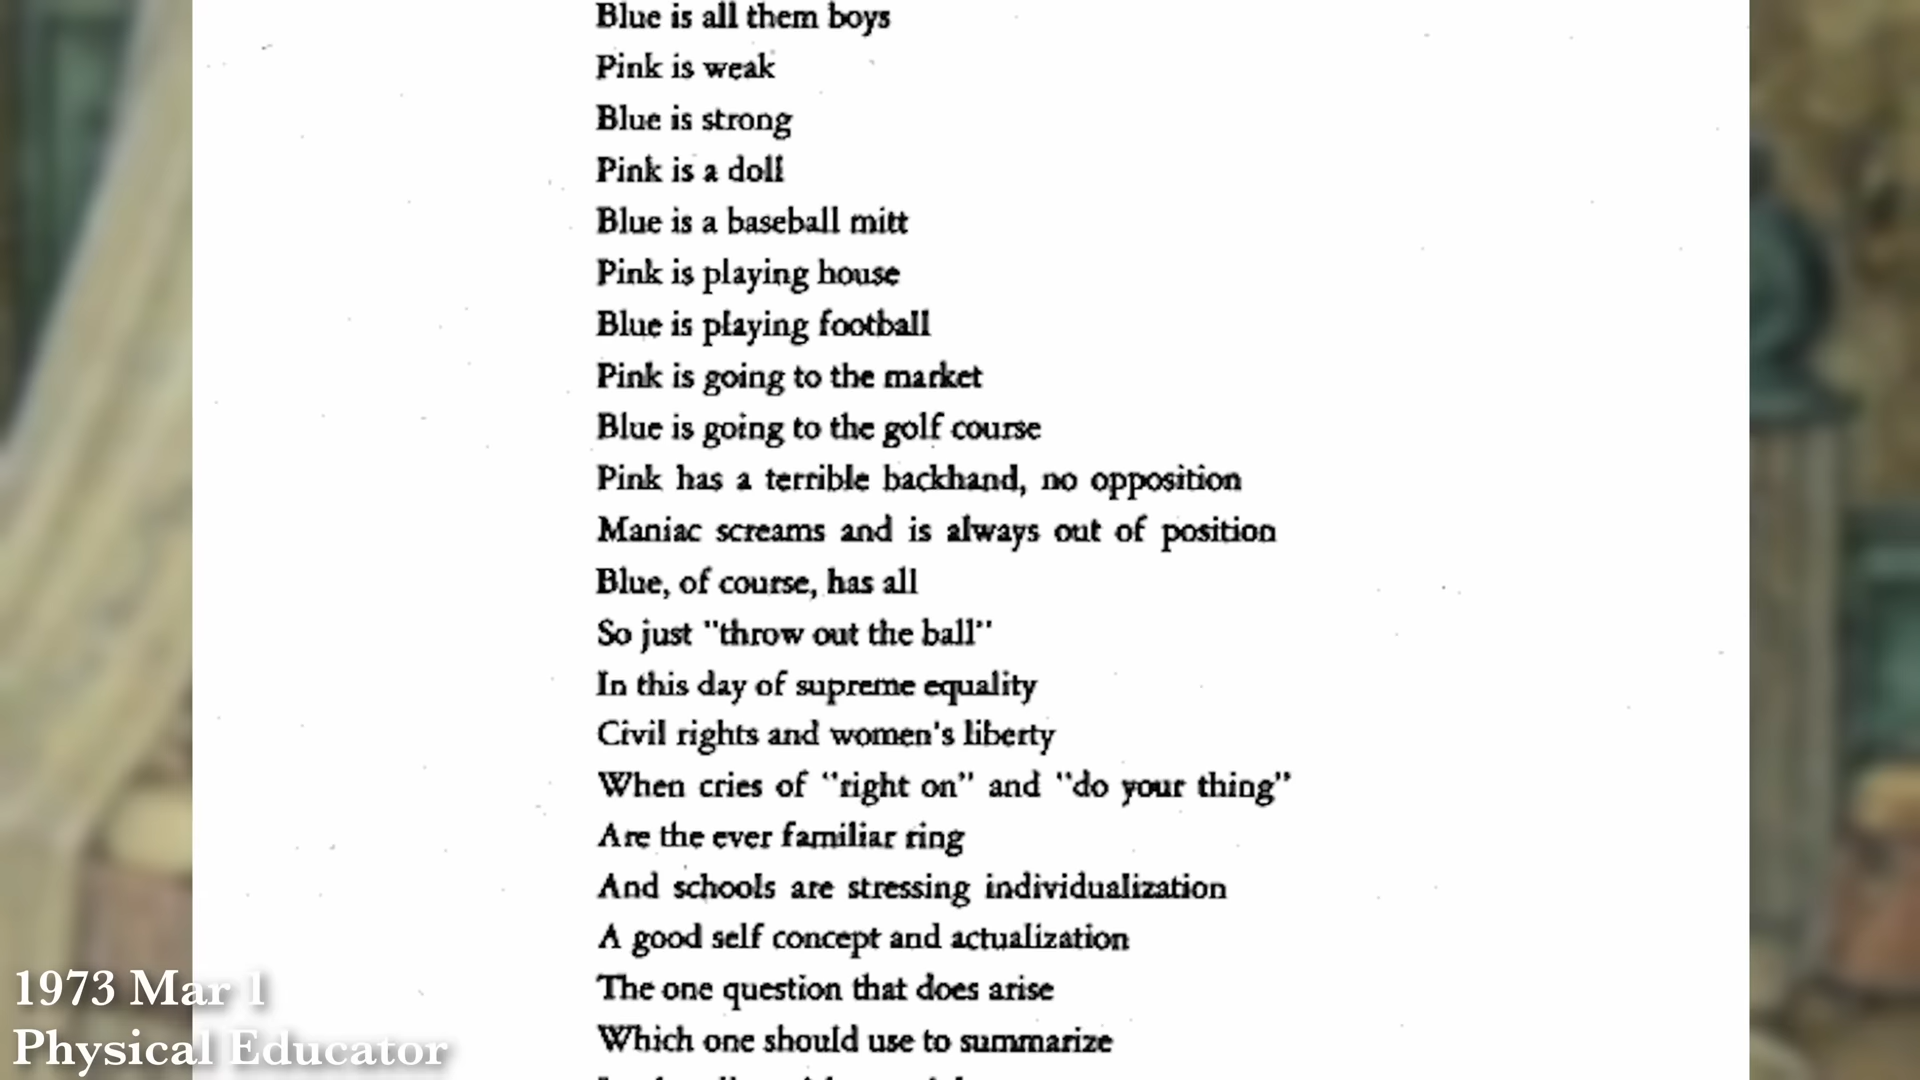 Blue is all them boys
Pink is weak
Blue is strong
Pink is a doll
Blue is a baseball mitt
Pink is playing house
Blue is playing football
Pink is going to the market
Blue is going to the golf course
Pink has a terrible backhand, no opposition
Maniac screams and is always out of position
Blue, of course, has all
So just "throw out the ball"
In this day of supreme equality
Civil rights and women's liberty
When cries of "right on" and "do your thing"
Are the ever familiar ring
And schools are stressing individualization
A good self concept and actualization
The one question that does arise
Which one should use to summarize
1973 Mar 1
Physical Educator